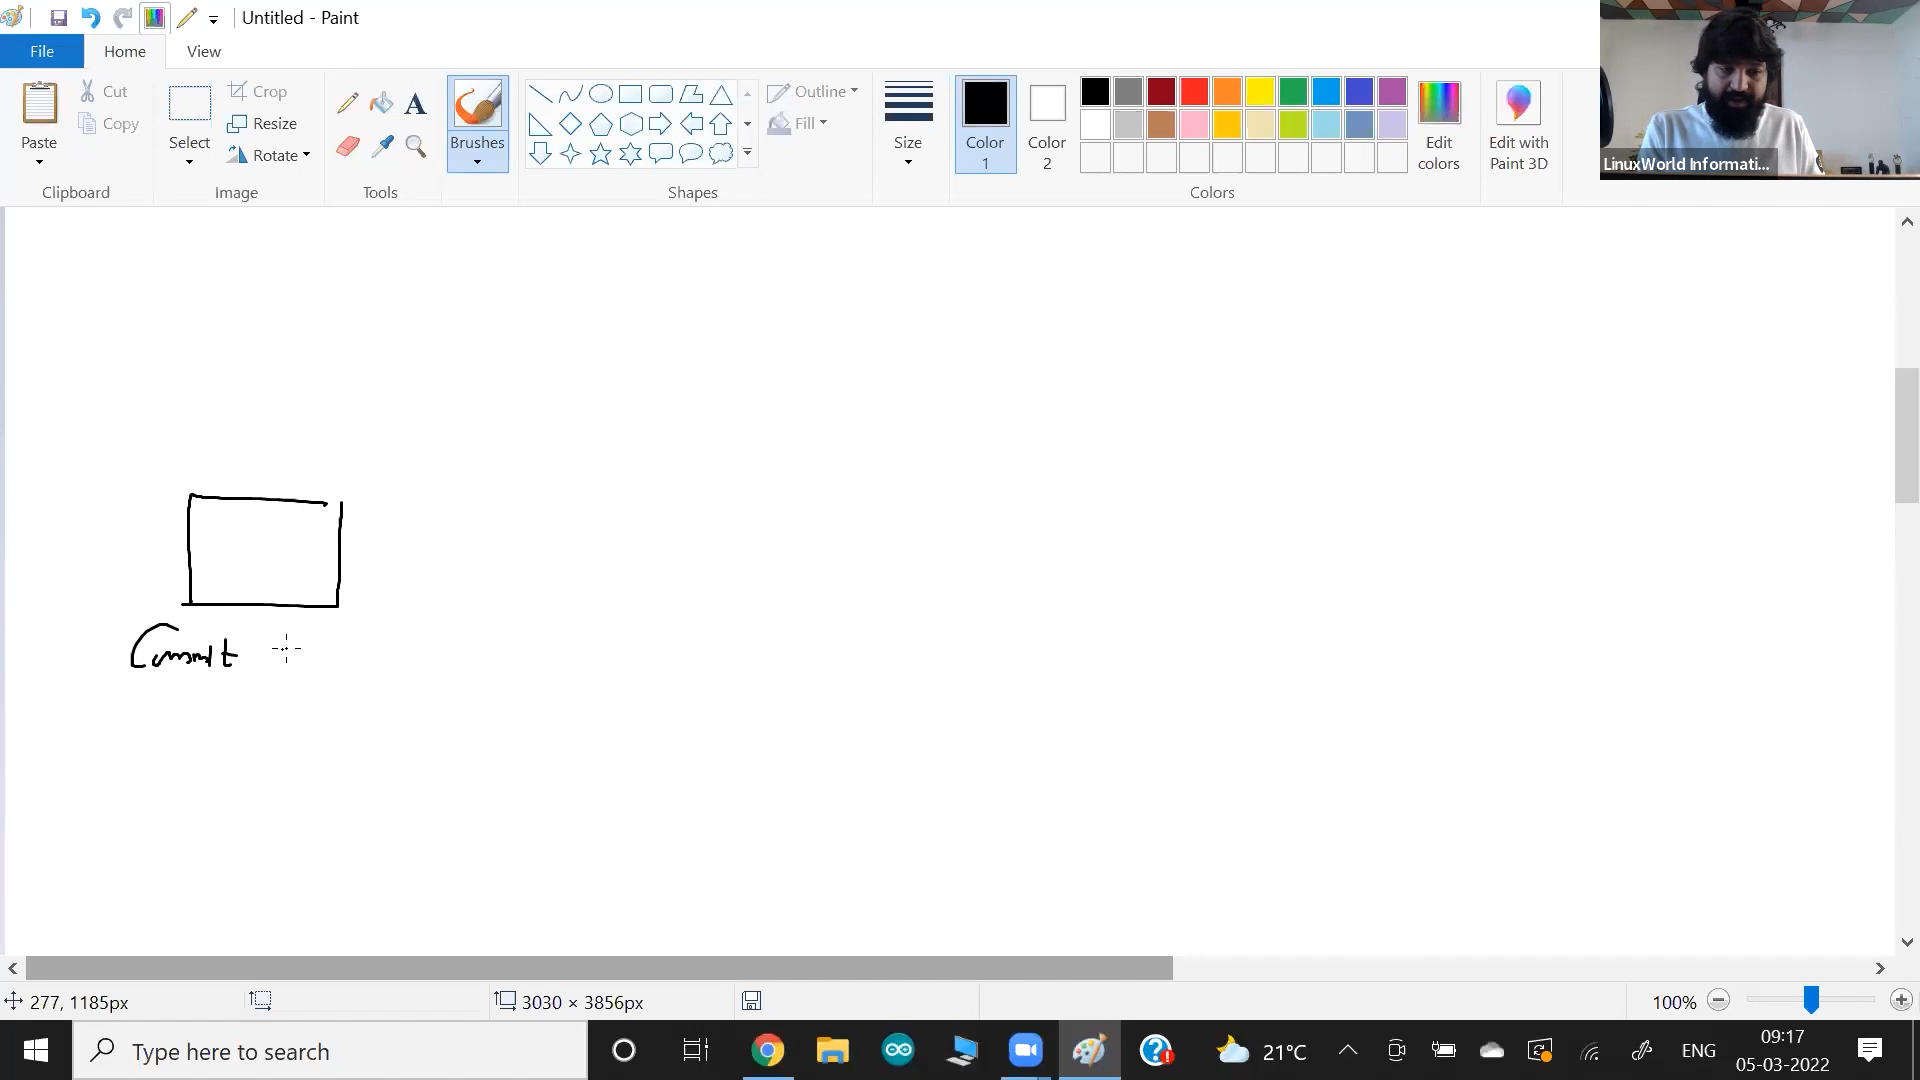 Untitled - Paint
File Home View
Paste
Cut
Copy
Clipboard
Select
Crop
Resize
Rotate
Image
Tools
Brushes
Shapes
Outline
Fill
Size
Color 1
Color 2
Colors
Edit colors
Edit with Paint 3D
LinuxWorld Informati...
277, 1185px
3030 × 3856px
100%
Type here to search
21°C
ENG
09:17
05-03-2022